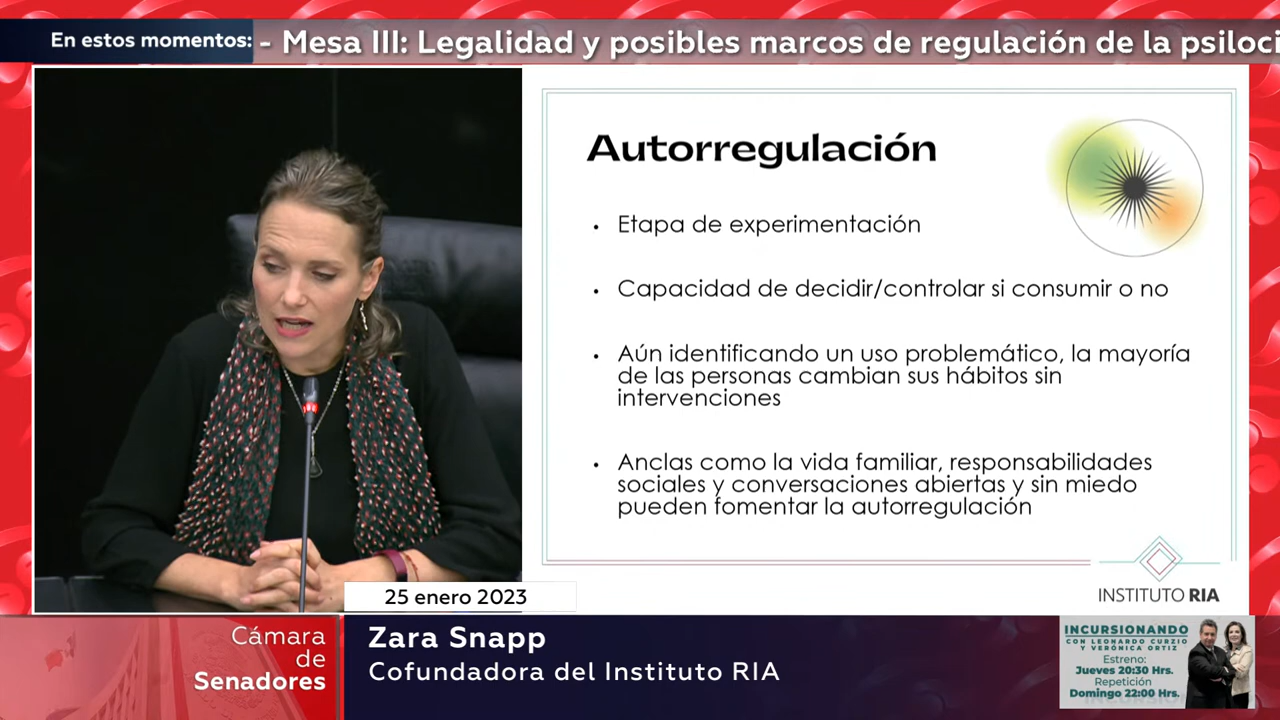 En estos momentos: - Mesa III: Legalidad y posibles marcos de regulación de la psiloci
Autorregulación
• Etapa de experimentación
• Capacidad de decidir/controlar si consumir o no
• Aún identificando un uso problemático, la mayoría
de las personas cambian sus hábitos sin
intervenciones
• Anclas como la vida familiar, responsabilidades
sociales y conversaciones abiertas y sin miedo
pueden fomentar la autorregulación
INSTITUTO RIA
25 enero 2023
Cámara
de
Senadores
Zara Snapp
Cofundadora del Instituto RIA
INCURSIONANDO
CON LEONARDO CURZIO
Y VERÓNICA ORTIZ
Estreno:
Jueves 20:30 Hrs.
Repetición
Domingo 22:00 Hrs.